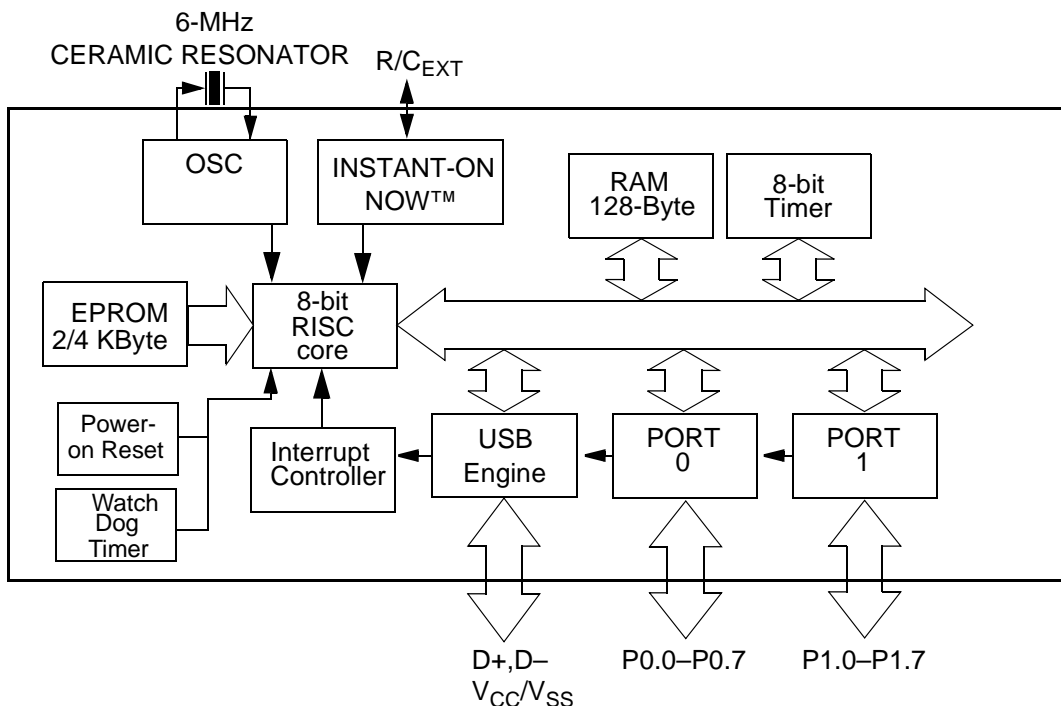 6-MHz
CERAMIC RESONATOR
R/CEXT
OSC
INSTANT-ON
NOW™
RAM
128-Byte
8-bit
Timer
EPROM
2/4 KByte
8-bit
RISC
core
Power-
on Reset
Watch
Dog
Timer
Interrupt
Controller
USB
Engine
PORT
0
PORT
1
D+,D–
VCC/VSS
P0.0–P0.7
P1.0–P1.7